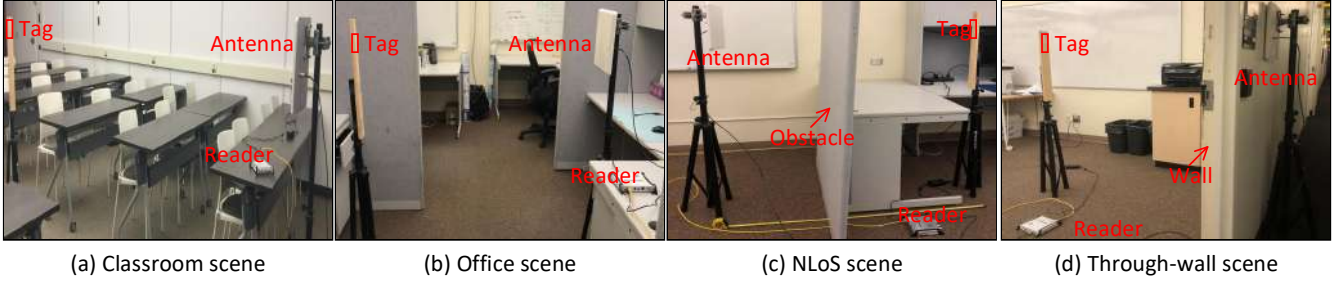 Tag
Antenna
Reader
Tag
Antenna
Reader
Antenna
Tag
Obstacle
Reader
Tag
Antenna
Wall
Reader
(a) Classroom scene
(b) Office scene
(c) NLoS scene
(d) Through-wall scene